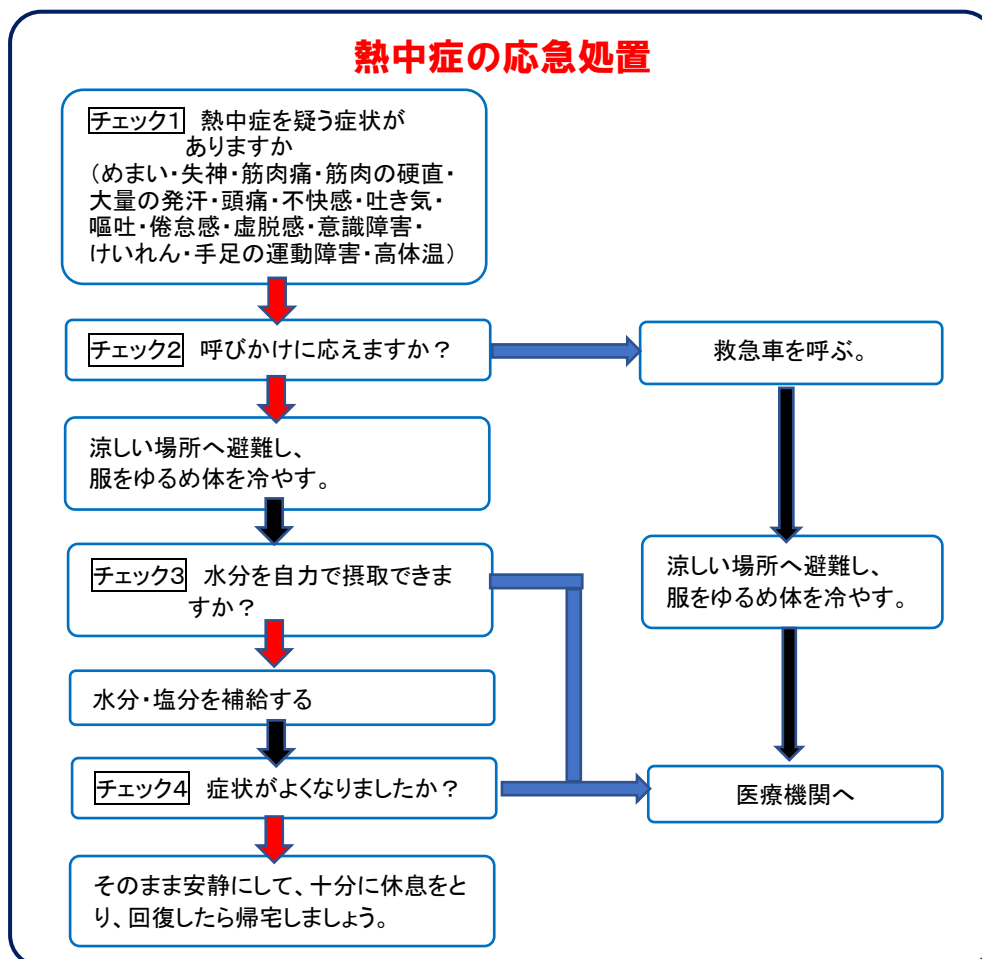 熱中症の応急処置
チェック1 熱中症を疑う症状が
ありますか
(めまい・失神・筋肉痛・筋肉の硬直・
大量の発汗・頭痛・不快感・吐き気・
嘔吐・倦怠感・虚脱感・意識障害・
けいれん・手足の運動障害・高体温)
チェック2 呼びかけに応えますか？
救急車を呼ぶ。
涼しい場所へ避難し、
服をゆるめ体を冷やす。
チェック3 水分を自力で摂取できま
すか？
涼しい場所へ避難し、
服をゆるめ体を冷やす。
水分・塩分を補給する
チェック4 症状がよくなりましたか？
医療機関へ
そのまま安静にして、十分に休息をと
り、回復したら帰宅しましょう。